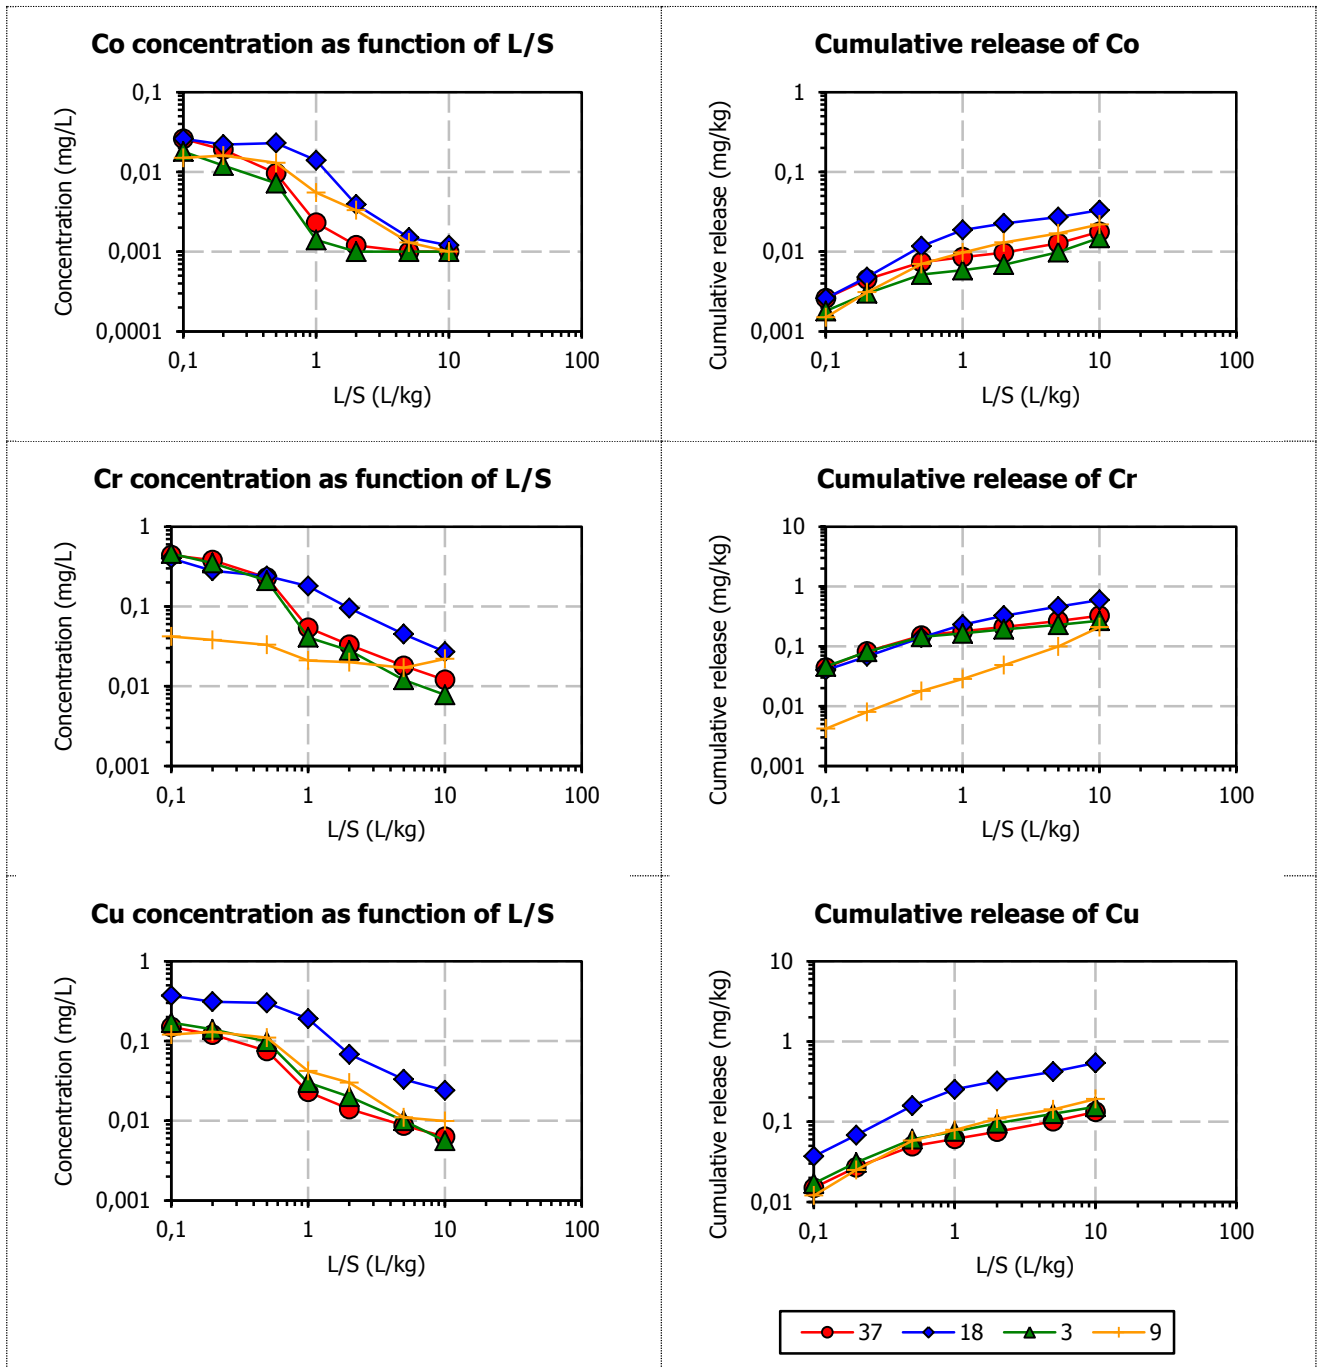 Co concentration as function of L/S
Concentration (mg/L)
0,1
0,01
0,001
0,0001
0,1 1 10 100
L/S (L/kg)
Cumulative release of Co
Cumulative release (mg/kg)
1
0,1
0,01
0,001
0,1 1 10 100
L/S (L/kg)
Cr concentration as function of L/S
Concentration (mg/L)
1
0,1
0,01
0,001
0,1 1 10 100
L/S (L/kg)
Cumulative release of Cr
Cumulative release (mg/kg)
10
1
0,1
0,01
0,001
0,1 1 10 100
L/S (L/kg)
Cu concentration as function of L/S
Concentration (mg/L)
1
0,1
0,01
0,001
0,1 1 10 100
L/S (L/kg)
Cumulative release of Cu
Cumulative release (mg/kg)
10
1
0,1
0,01
0,1 1 10 100
L/S (L/kg)
37 18 3 9